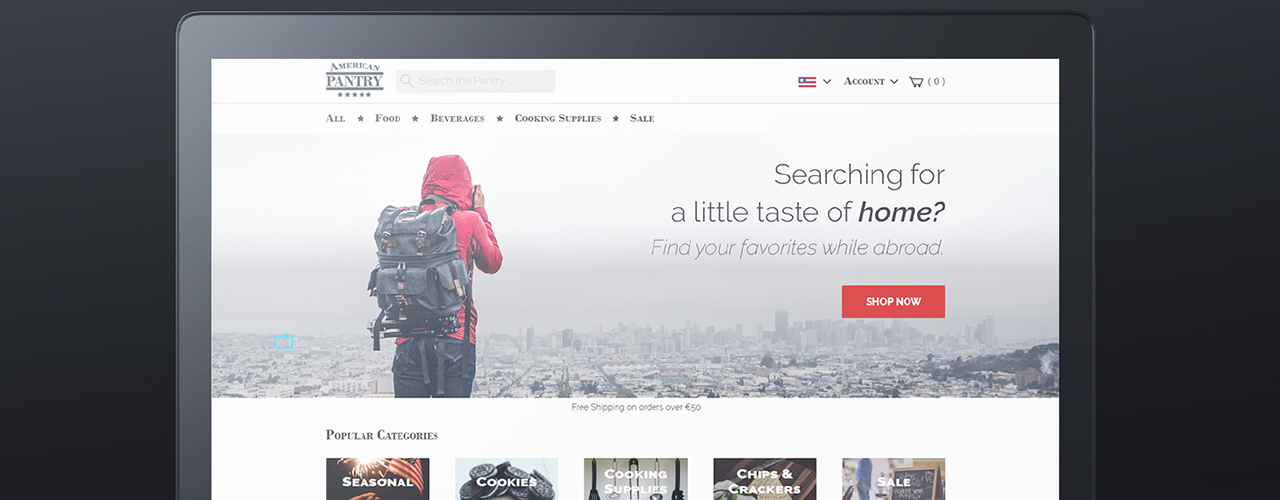 AMERICAN
PANTRY
Search the Pantry...
ACCOUNT
( 0 )
ALL ★ FOOD ★ BEVERAGES ★ COOKING SUPPLIES ★ SALE
Searching for
a little taste of home?
Find your favorites while abroad.
SHOP NOW
Free Shipping on orders over €50
POPULAR CATEGORIES
SEASONAL
COOKIES
COOKING
SUPPLIES
CHIPS &
CRACKERS
SALE